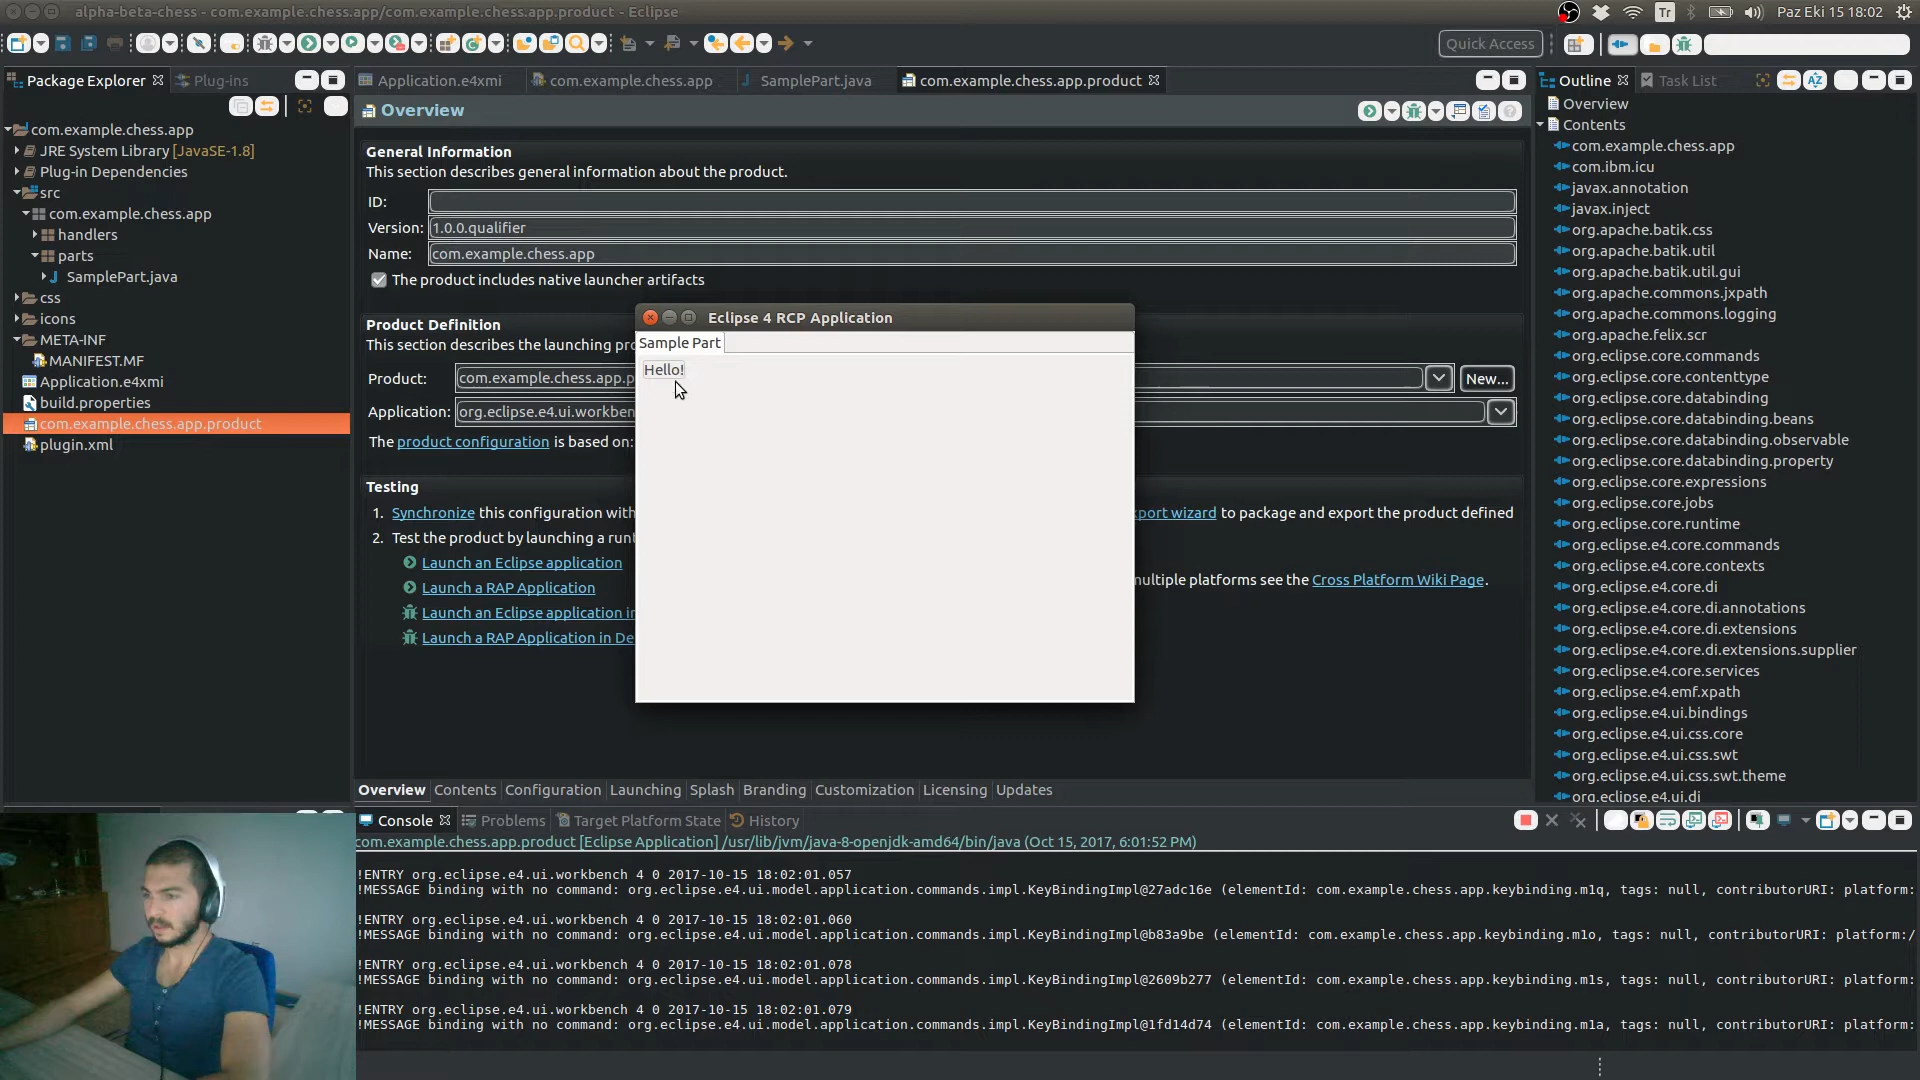 alpha-beta-chess - com.example.chess.app/com.example.chess.app.product - Eclipse
Tr
Paz Eki 15 18:02
Quick Access
Package Explorer
Plug-ins
Application.e4xmi
com.example.chess.app
SamplePart.java
com.example.chess.app.product
Outline
Task List
com.example.chess.app
JRE System Library [JavaSE-1.8]
Plug-in Dependencies
src
com.example.chess.app
handlers
parts
SamplePart.java
css
icons
META-INF
MANIFEST.MF
Application.e4xmi
build.properties
com.example.chess.app.product
plugin.xml
Overview
General Information
This section describes general information about the product.
ID:
Version: 1.0.0.qualifier
Name: com.example.chess.app
The product includes native launcher artifacts
Product Definition
This section describes the launching pro
Product: com.example.chess.app.p
New...
Application: org.eclipse.e4.ui.workben
The product configuration is based on:
Testing
1. Synchronize this configuration with
xport wizard to package and export the product defined
2. Test the product by launching a runt
Launch an Eclipse application
Launch a RAP Application
multiple platforms see the Cross Platform Wiki Page.
Launch an Eclipse application in
Launch a RAP Application in De
Eclipse 4 RCP Application
Sample Part
Hello!
Overview Contents Configuration Launching Splash Branding Customization Licensing Updates
Overview
Contents
com.example.chess.app
com.ibm.icu
javax.annotation
javax.inject
org.apache.batik.css
org.apache.batik.util
org.apache.batik.util.gui
org.apache.commons.jxpath
org.apache.commons.logging
org.apache.felix.scr
org.eclipse.core.commands
org.eclipse.core.contenttype
org.eclipse.core.databinding
org.eclipse.core.databinding.beans
org.eclipse.core.databinding.observable
org.eclipse.core.databinding.property
org.eclipse.core.expressions
org.eclipse.core.jobs
org.eclipse.core.runtime
org.eclipse.e4.core.commands
org.eclipse.e4.core.contexts
org.eclipse.e4.core.di
org.eclipse.e4.core.di.annotations
org.eclipse.e4.core.di.extensions
org.eclipse.e4.core.di.extensions.supplier
org.eclipse.e4.core.services
org.eclipse.e4.emf.xpath
org.eclipse.e4.ui.bindings
org.eclipse.e4.ui.css.core
org.eclipse.e4.ui.css.swt
org.eclipse.e4.ui.css.swt.theme
org.eclipse.e4.ui.di
Console
Problems
Target Platform State
History
com.example.chess.app.product [Eclipse Application] /usr/lib/jvm/java-8-openjdk-amd64/bin/java (Oct 15, 2017, 6:01:52 PM)
!ENTRY org.eclipse.e4.ui.workbench 4 0 2017-10-15 18:02:01.057
!MESSAGE binding with no command: org.eclipse.e4.ui.model.application.commands.impl.KeyBindingImpl@27adc16e (elementId: com.example.chess.app.keybinding.m1q, tags: null, contributorURI: platform:
!ENTRY org.eclipse.e4.ui.workbench 4 0 2017-10-15 18:02:01.060
!MESSAGE binding with no command: org.eclipse.e4.ui.model.application.commands.impl.KeyBindingImpl@b83a9be (elementId: com.example.chess.app.keybinding.m1o, tags: null, contributorURI: platform:/
!ENTRY org.eclipse.e4.ui.workbench 4 0 2017-10-15 18:02:01.078
!MESSAGE binding with no command: org.eclipse.e4.ui.model.application.commands.impl.KeyBindingImpl@2609b277 (elementId: com.example.chess.app.keybinding.m1s, tags: null, contributorURI: platform:
!ENTRY org.eclipse.e4.ui.workbench 4 0 2017-10-15 18:02:01.079
!MESSAGE binding with no command: org.eclipse.e4.ui.model.application.commands.impl.KeyBindingImpl@1fd14d74 (elementId: com.example.chess.app.keybinding.m1a, tags: null, contributorURI: platform: